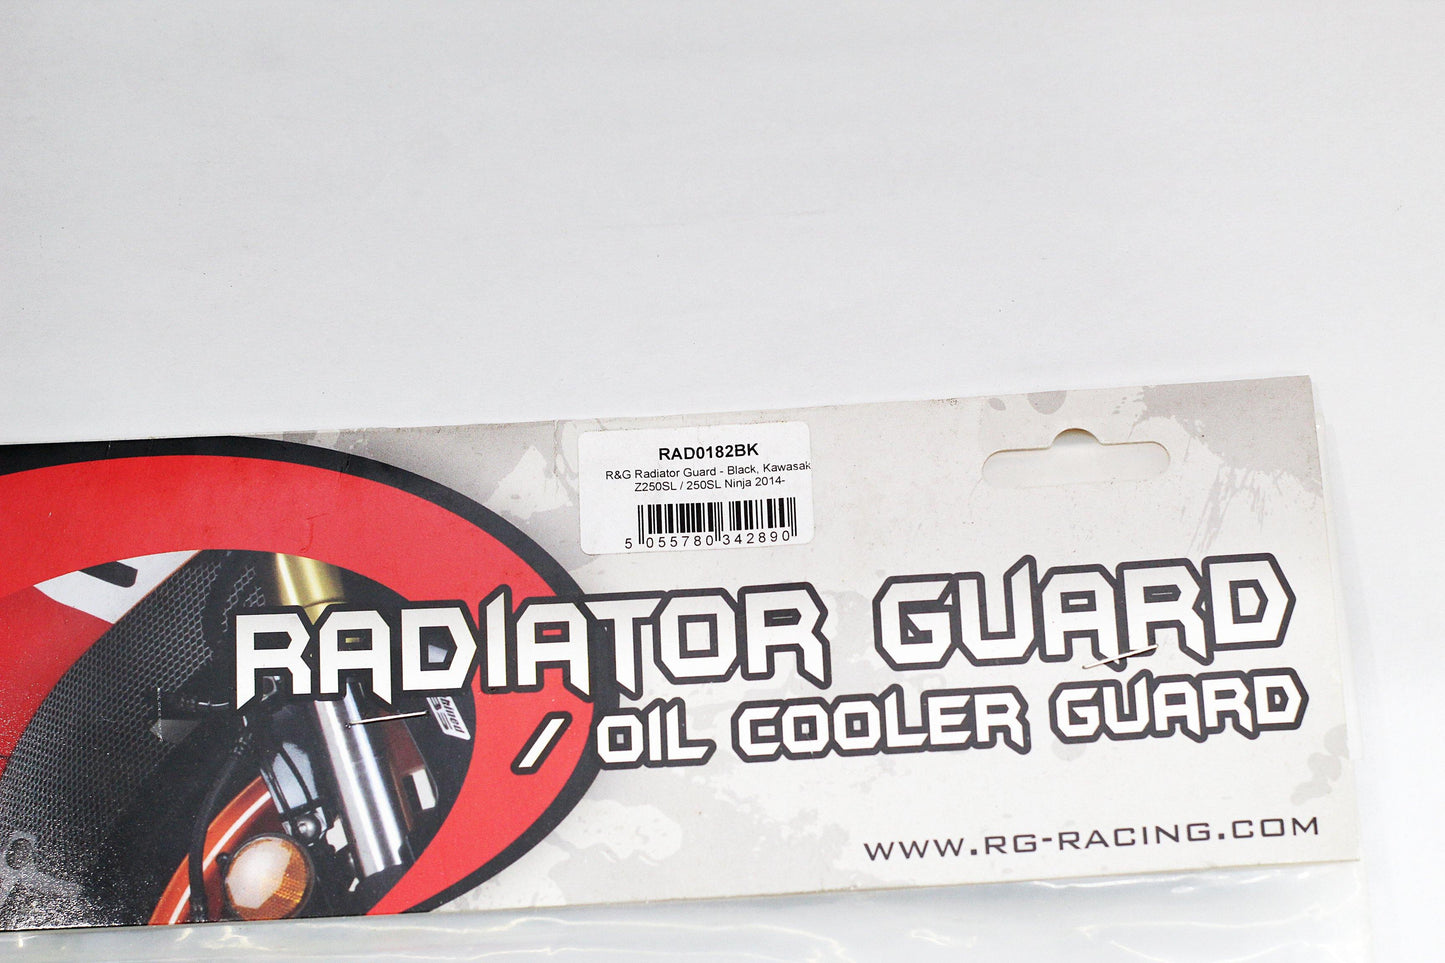 RAD0182BK
R&G Radiator Guard - Black, Kawasak
Z250SL / 250SL Ninja 2014-
5 055780 342890
RADIATOR GUARD
/ OIL COOLER GUARD
WWW.RG-RACING.COM